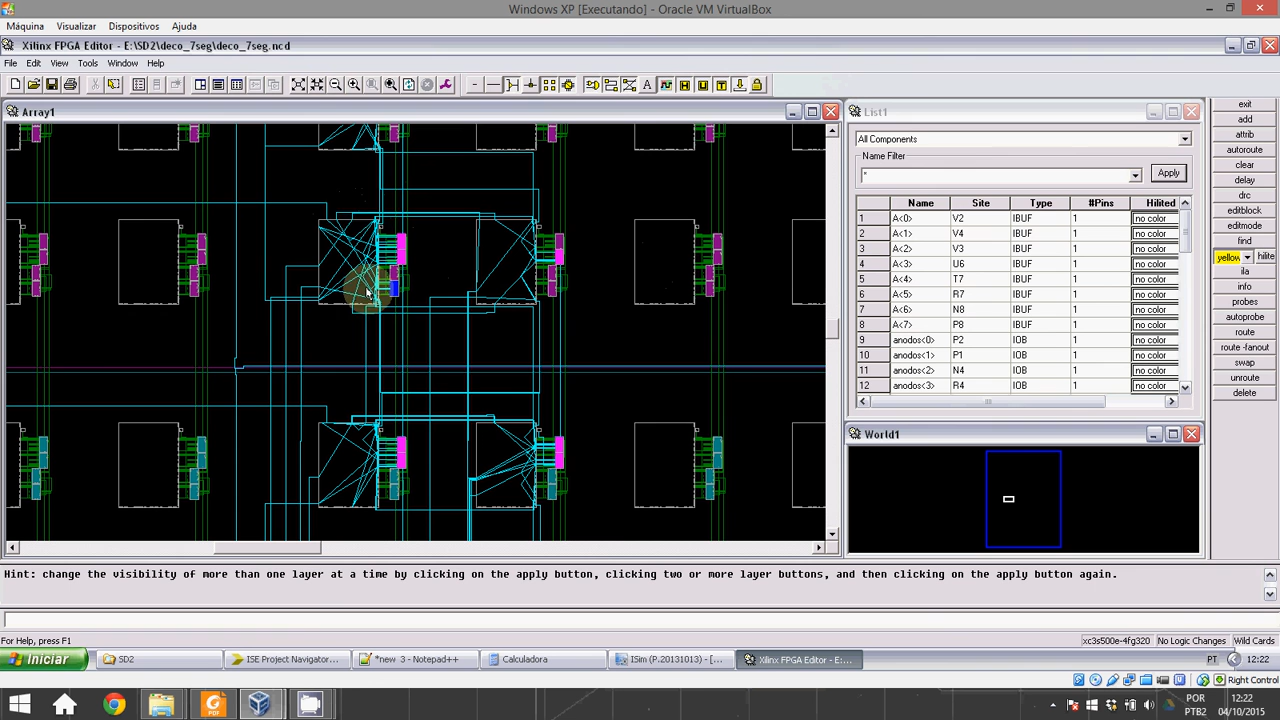 Windows XP [Executando] - Oracle VM VirtualBox
Máquina Visualizar Dispositivos Ajuda
Xilinx FPGA Editor - E:\SD2\deco_7seg\deco_7seg.ncd
File Edit View Tools Window Help
Array1
List1
All Components
Name Filter
*
Apply
Name Site Type #Pins Hilited
1 A<0> V2 IBUF 1 no color
2 A<1> V4 IBUF 1 no color
3 A<2> V3 IBUF 1 no color
4 A<3> U6 IBUF 1 no color
5 A<4> T7 IBUF 1 no color
6 A<5> R7 IBUF 1 no color
7 A<6> N8 IBUF 1 no color
8 A<7> P8 IBUF 1 no color
9 anodos<0> P2 IOB 1 no color
10 anodos<1> P1 IOB 1 no color
11 anodos<2> N4 IOB 1 no color
12 anodos<3> R4 IOB 1 no color
World1
exit
add
attrib
autoroute
clear
delay
drc
editblock
editmode
find
yellow hilite
ila
info
probes
autoprobe
route
route -fanout
swap
unroute
delete
Hint: change the visibility of more than one layer at a time by clicking on the apply button, clicking two or more layer buttons, and then clicking on the apply button again.
For Help, press F1
xc3s500e-4fg320 No Logic Changes Wild Cards
Iniciar SD2 ISE Project Navigator... *new 3 - Notepad++ Calculadora ISim (P.20131013) - [... Xilinx FPGA Editor - E:... PT 12:22
Right Control
POR
PTB2
12:22
04/10/2015